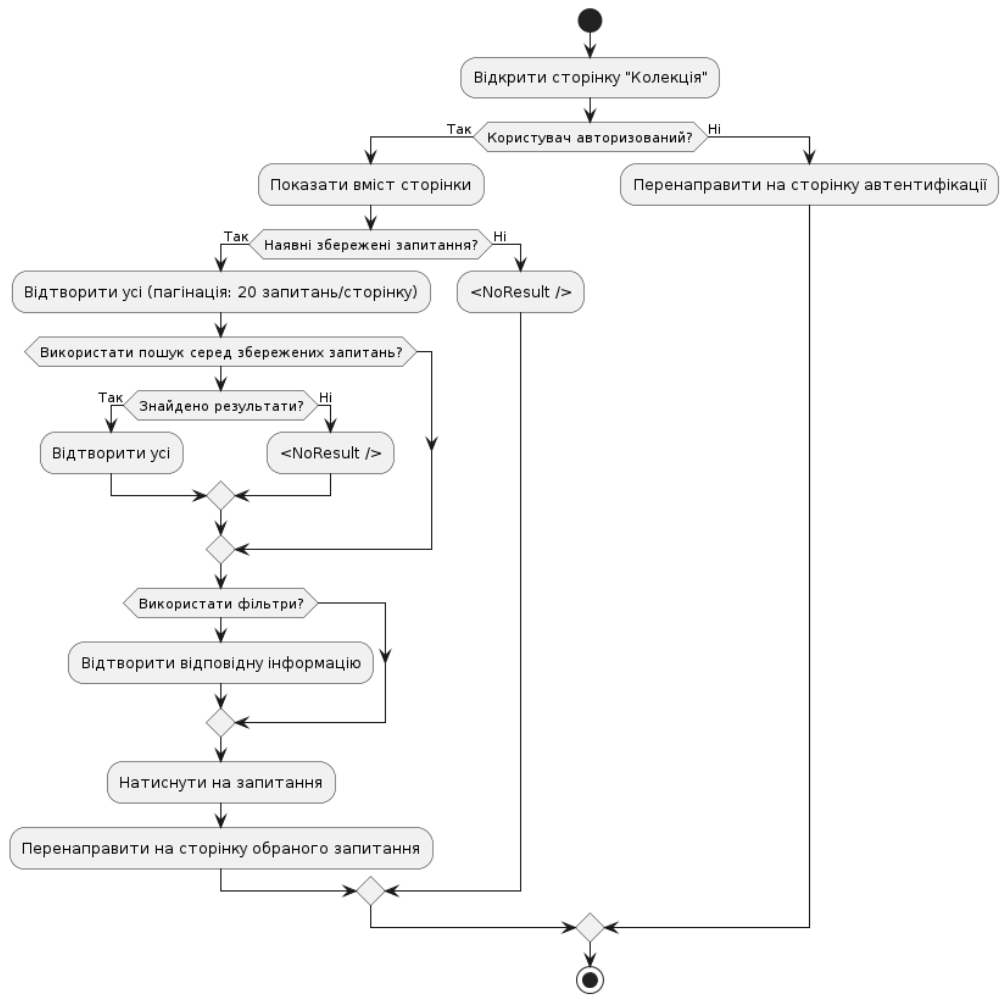 Відкрити сторінку "Колекція"
Так
Користувач авторизований?
Ні
Показати вміст сторінки
Перенаправити на сторінку автентифікації
Так
Наявні збережені запитання?
Ні
Відтворити усі (пагінація: 20 запитань/сторінку)
<NoResult />
Використати пошук серед збережених запитань?
Так
Знайдено результати?
Ні
Відтворити усі
<NoResult />
Використати фільтри?
Відтворити відповідну інформацію
Натиснути на запитання
Перенаправити на сторінку обраного запитання